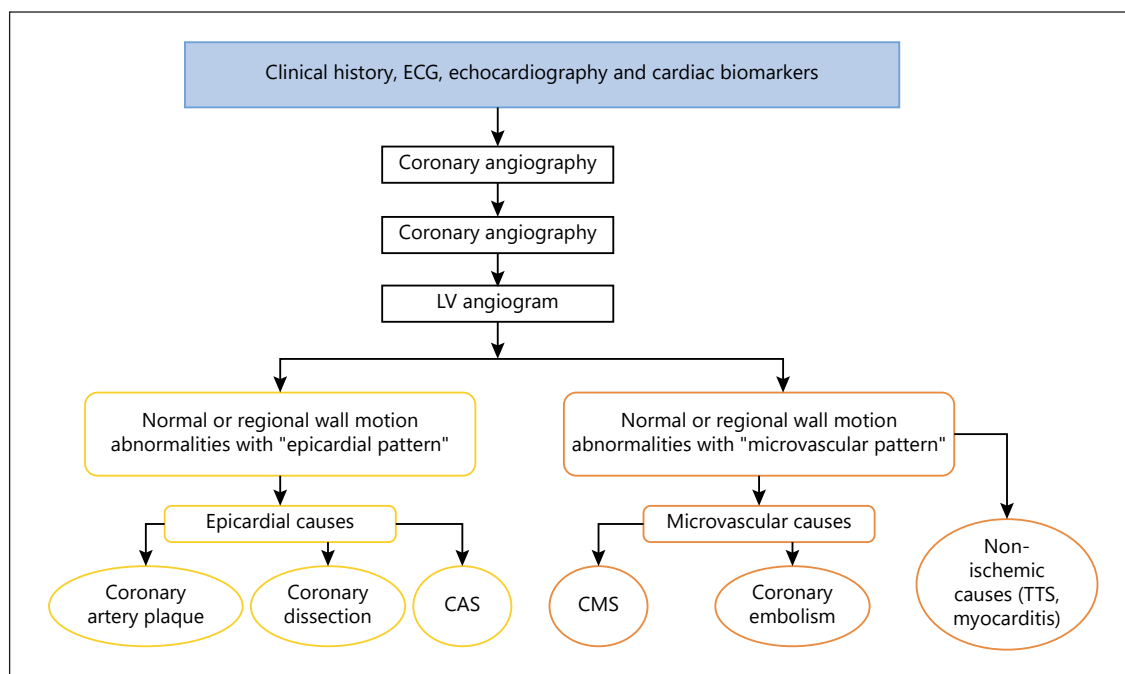 Clinical history, ECG, echocardiography and cardiac biomarkers
Coronary angiography
Coronary angiography
LV angiogram
Normal or regional wall motion
abnormalities with "epicardial pattern"
Normal or regional wall motion
abnormalities with "microvascular pattern"
Epicardial causes
Microvascular causes
Coronary
artery plaque
Coronary
dissection
CAS
CMS
Coronary
embolism
Non-
ischemic
causes (TTS,
myocarditis)